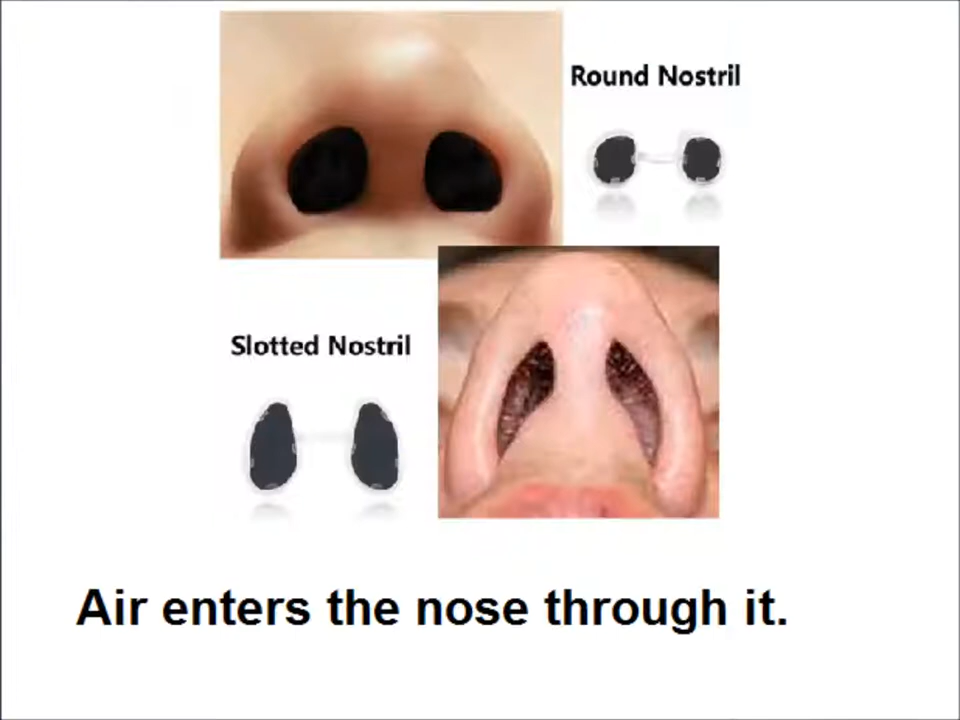 Round Nostril
Slotted Nostril
Air enters the nose through it.